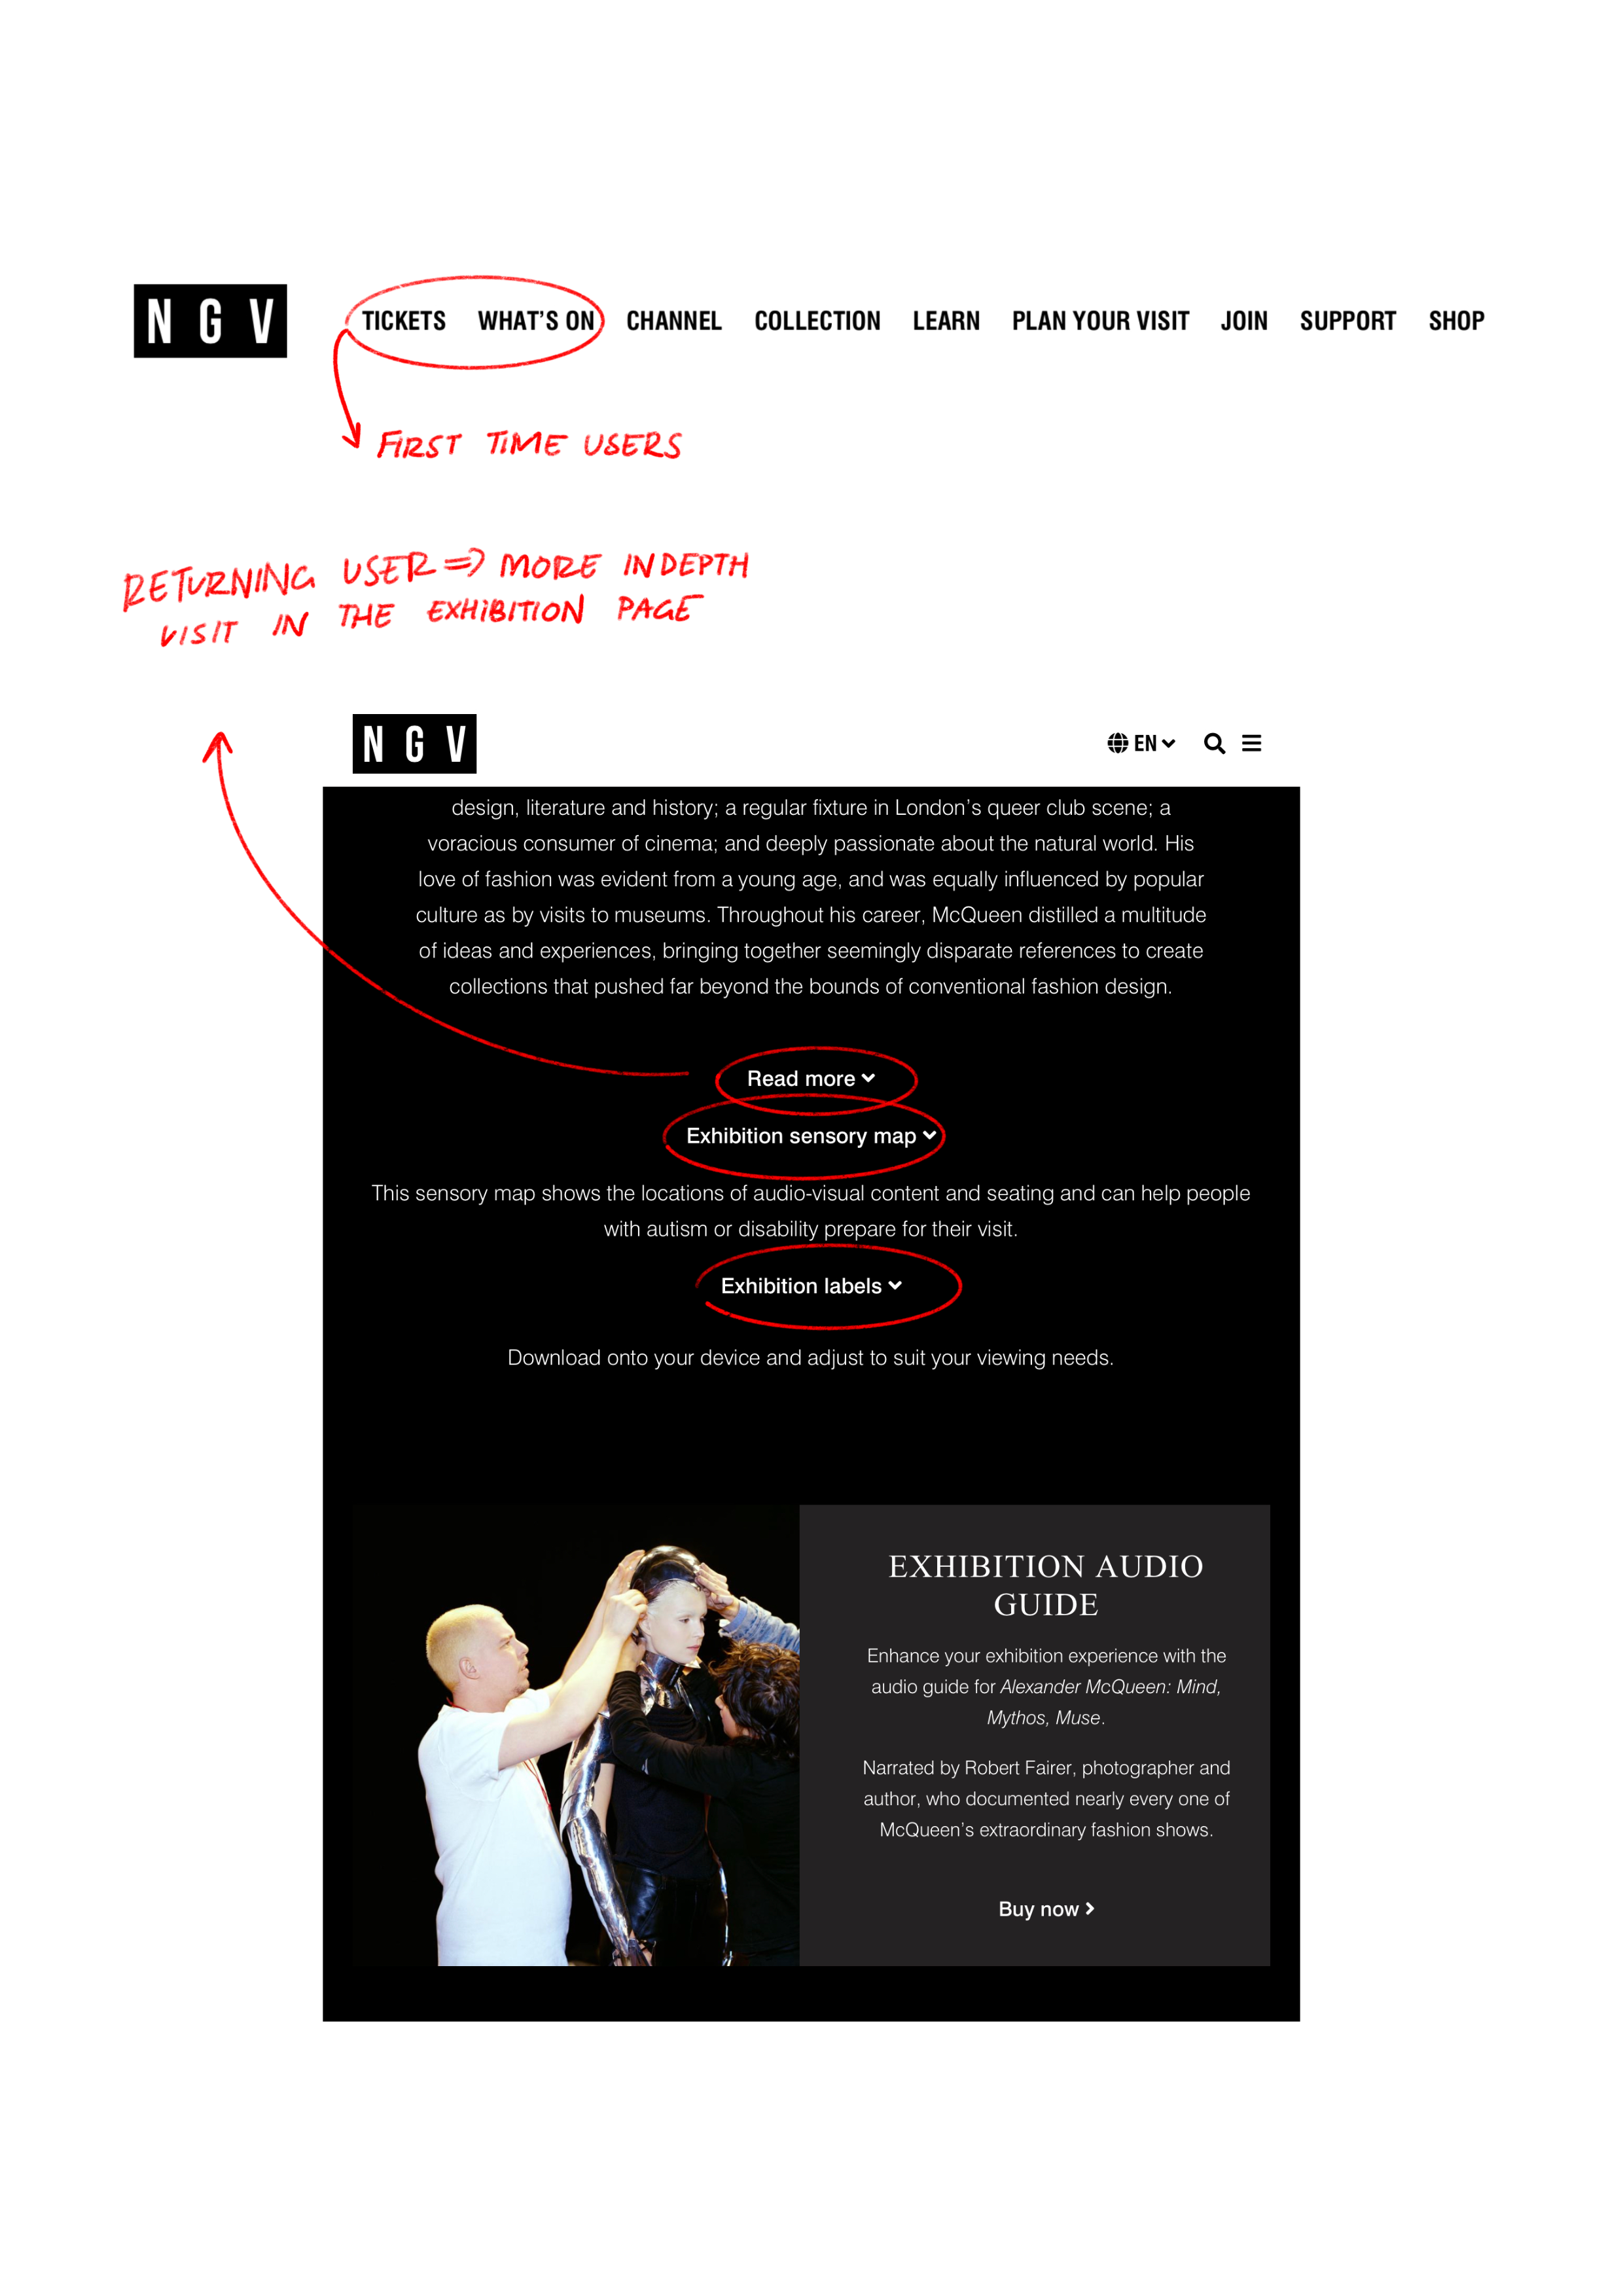 NGV
TICKETS WHAT'S ON CHANNEL COLLECTION LEARN PLAN YOUR VISIT JOIN SUPPORT SHOP
FIRST TIME USERS
RETURNING USER ⇒ MORE INDEPTH
VISIT IN THE EXHIBITION PAGE
NGV EN
design, literature and history; a regular fixture in London's queer club scene; a
voracious consumer of cinema; and deeply passionate about the natural world. His
love of fashion was evident from a young age, and was equally influenced by popular
culture as by visits to museums. Throughout his career, McQueen distilled a multitude
of ideas and experiences, bringing together seemingly disparate references to create
collections that pushed far beyond the bounds of conventional fashion design.
Read more
Exhibition sensory map
This sensory map shows the locations of audio-visual content and seating and can help people
with autism or disability prepare for their visit.
Exhibition labels
Download onto your device and adjust to suit your viewing needs.
EXHIBITION AUDIO
GUIDE
Enhance your exhibition experience with the
audio guide for Alexander McQueen: Mind,
Mythos, Muse.
Narrated by Robert Fairer, photographer and
author, who documented nearly every one of
McQueen's extraordinary fashion shows.
Buy now